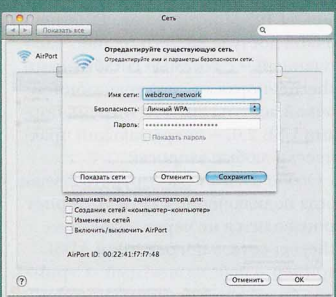 Сеть
Показать все
AirPort
Отредактируйте существующую сеть.
Отредактируйте имя и параметры безопасности сети.
Имя сети: webdron_network
Безопасность: Личный WPA
Пароль: ********************
Показать пароль
Показать сети Отменить Сохранить
Запрашивать пароль администратора для:
Создание сетей «компьютер-компьютер»
Изменение сетей
Включить/выключить AirPort
AirPort ID: 00:22:41:f7:f7:48
? Отменить OK